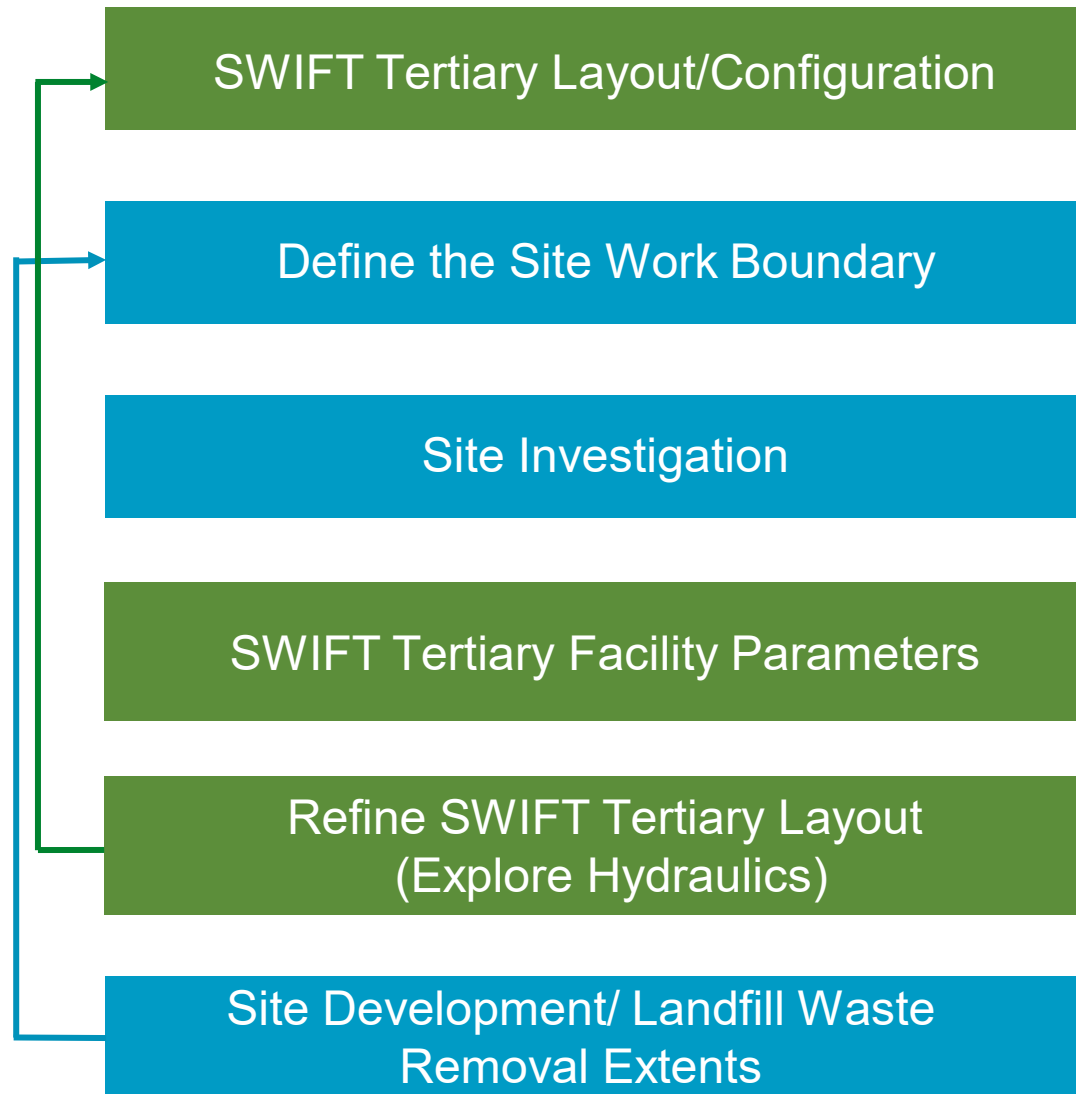 SWIFT Tertiary Layout/Configuration
Define the Site Work Boundary
Site Investigation
SWIFT Tertiary Facility Parameters
Refine SWIFT Tertiary Layout
(Explore Hydraulics)
Site Development/ Landfill Waste
Removal Extents